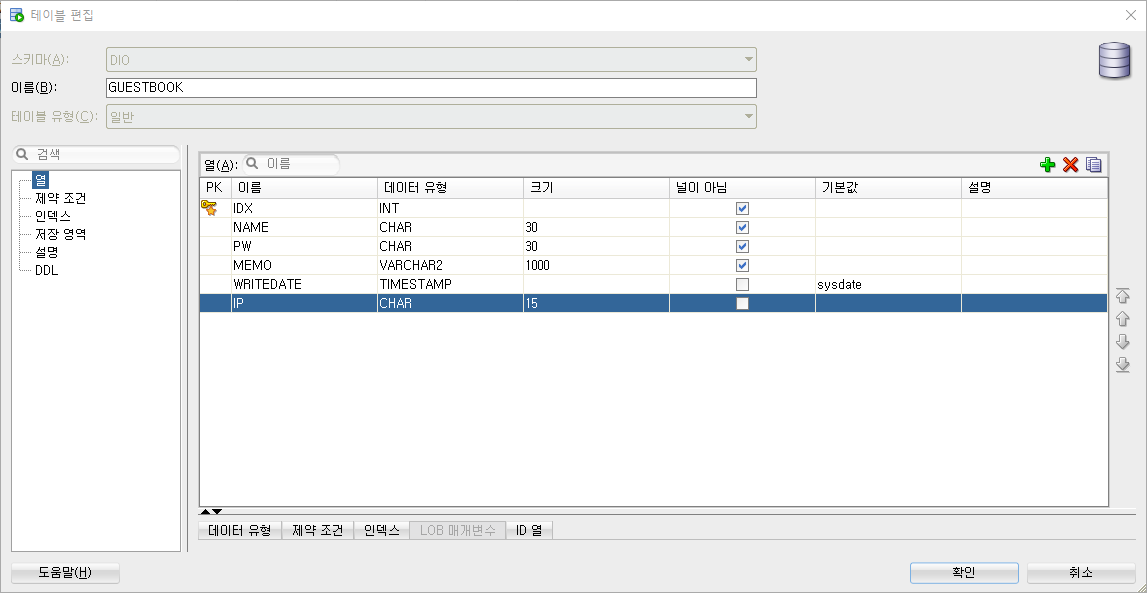 테이블 편집
스키마(A): DIO
이름(B): GUESTBOOK
테이블 유형(C): 일반
검색
열
제약 조건
인덱스
저장 영역
설명
DDL
열(A): 이름
PK 이름 데이터 유형 크기 널이 아님 기본값 설명
IDX INT
NAME CHAR 30
PW CHAR 30
MEMO VARCHAR2 1000
WRITEDATE TIMESTAMP sysdate
IP CHAR 15
데이터 유형 제약 조건 인덱스 LOB 매개변수 ID 열
도움말(H) 확인 취소